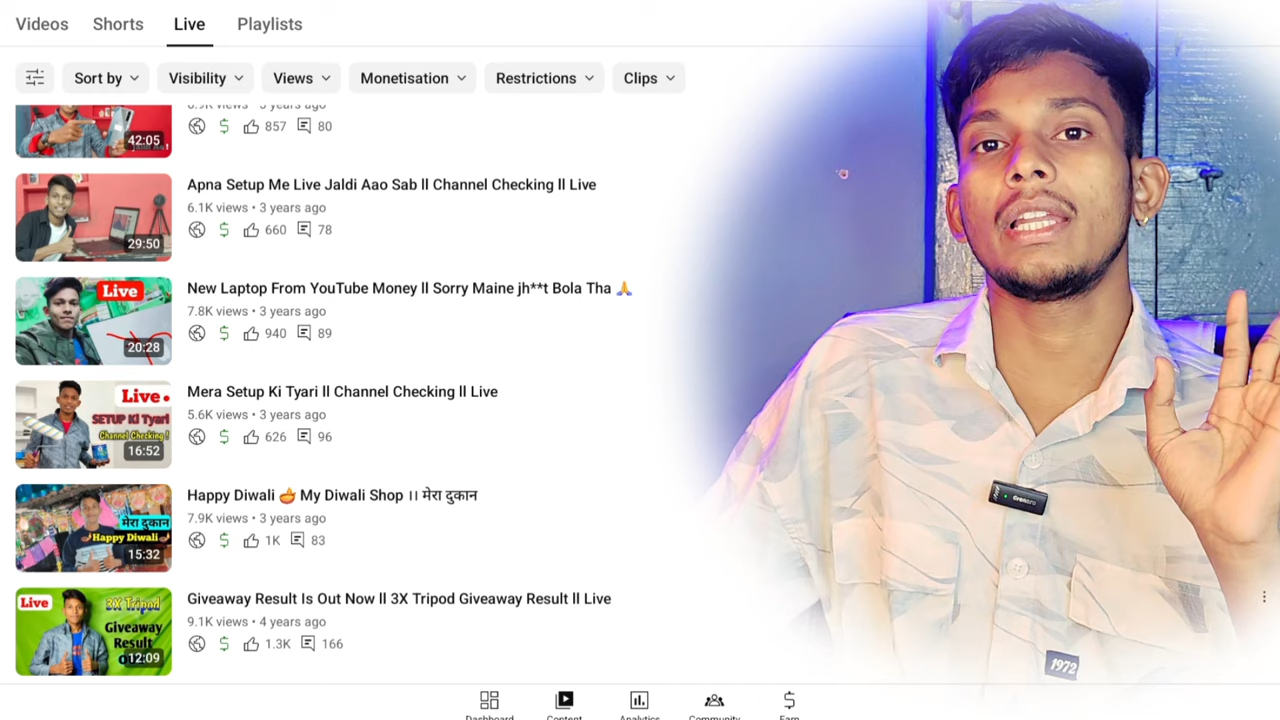 Videos Shorts Live Playlists
Sort by Visibility Views Monetisation Restrictions Clips
6.9K views • 3 years ago
42:05
857 80
Apna Setup Me Live Jaldi Aao Sab ll Channel Checking ll Live
6.1K views • 3 years ago
29:50
660 78
Live
New Laptop From YouTube Money ll Sorry Maine jh**t Bola Tha 🙏
7.8K views • 3 years ago
20:28
940 89
Live
SETUP Ki Tyari
Channel Checking !
Mera Setup Ki Tyari ll Channel Checking ll Live
5.6K views • 3 years ago
16:52
626 96
मेरा दुकान
Happy Diwali
Happy Diwali 🪔 My Diwali Shop ।। मेरा दुकान
7.9K views • 3 years ago
15:32
1K 83
Live
3X Tripod
Giveaway
Result
Giveaway Result Is Out Now ll 3X Tripod Giveaway Result ll Live
9.1K views • 4 years ago
12:09
1.3K 166
1972
Dashboard Content Analytics Community Earn